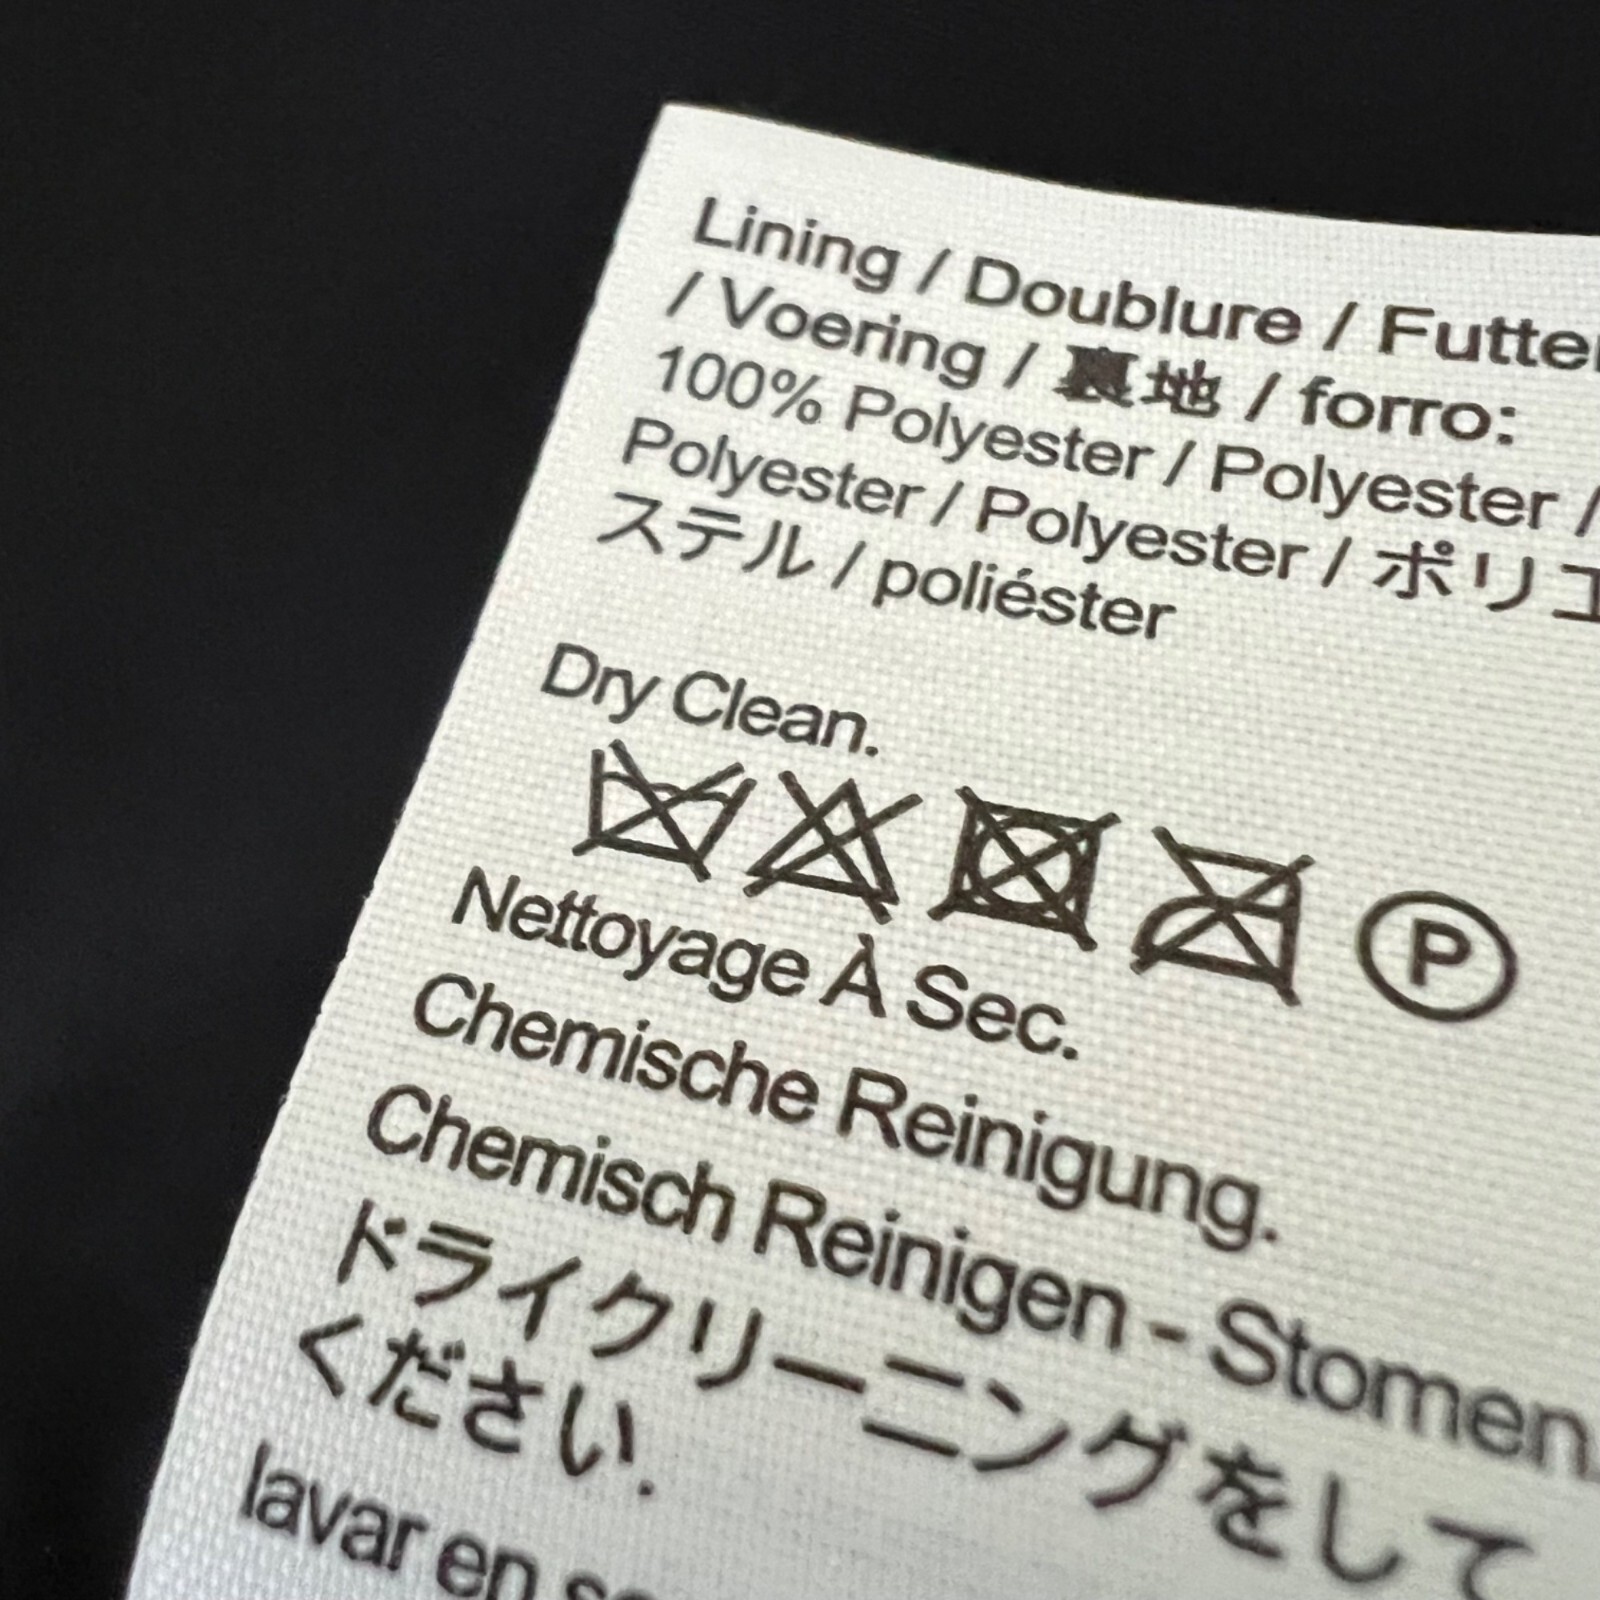 Lining / Doublure / Futter
/ Voering / 裏地 / forro:
100% Polyester / Polyester /
Polyester / Polyester / ポリエ
ステル / poliéster
Dry Clean.
P
Nettoyage À Sec.
Chemische Reinigung.
Chemisch Reinigen - Stomen.
ドライクリーニングをして
ください.
lavar en